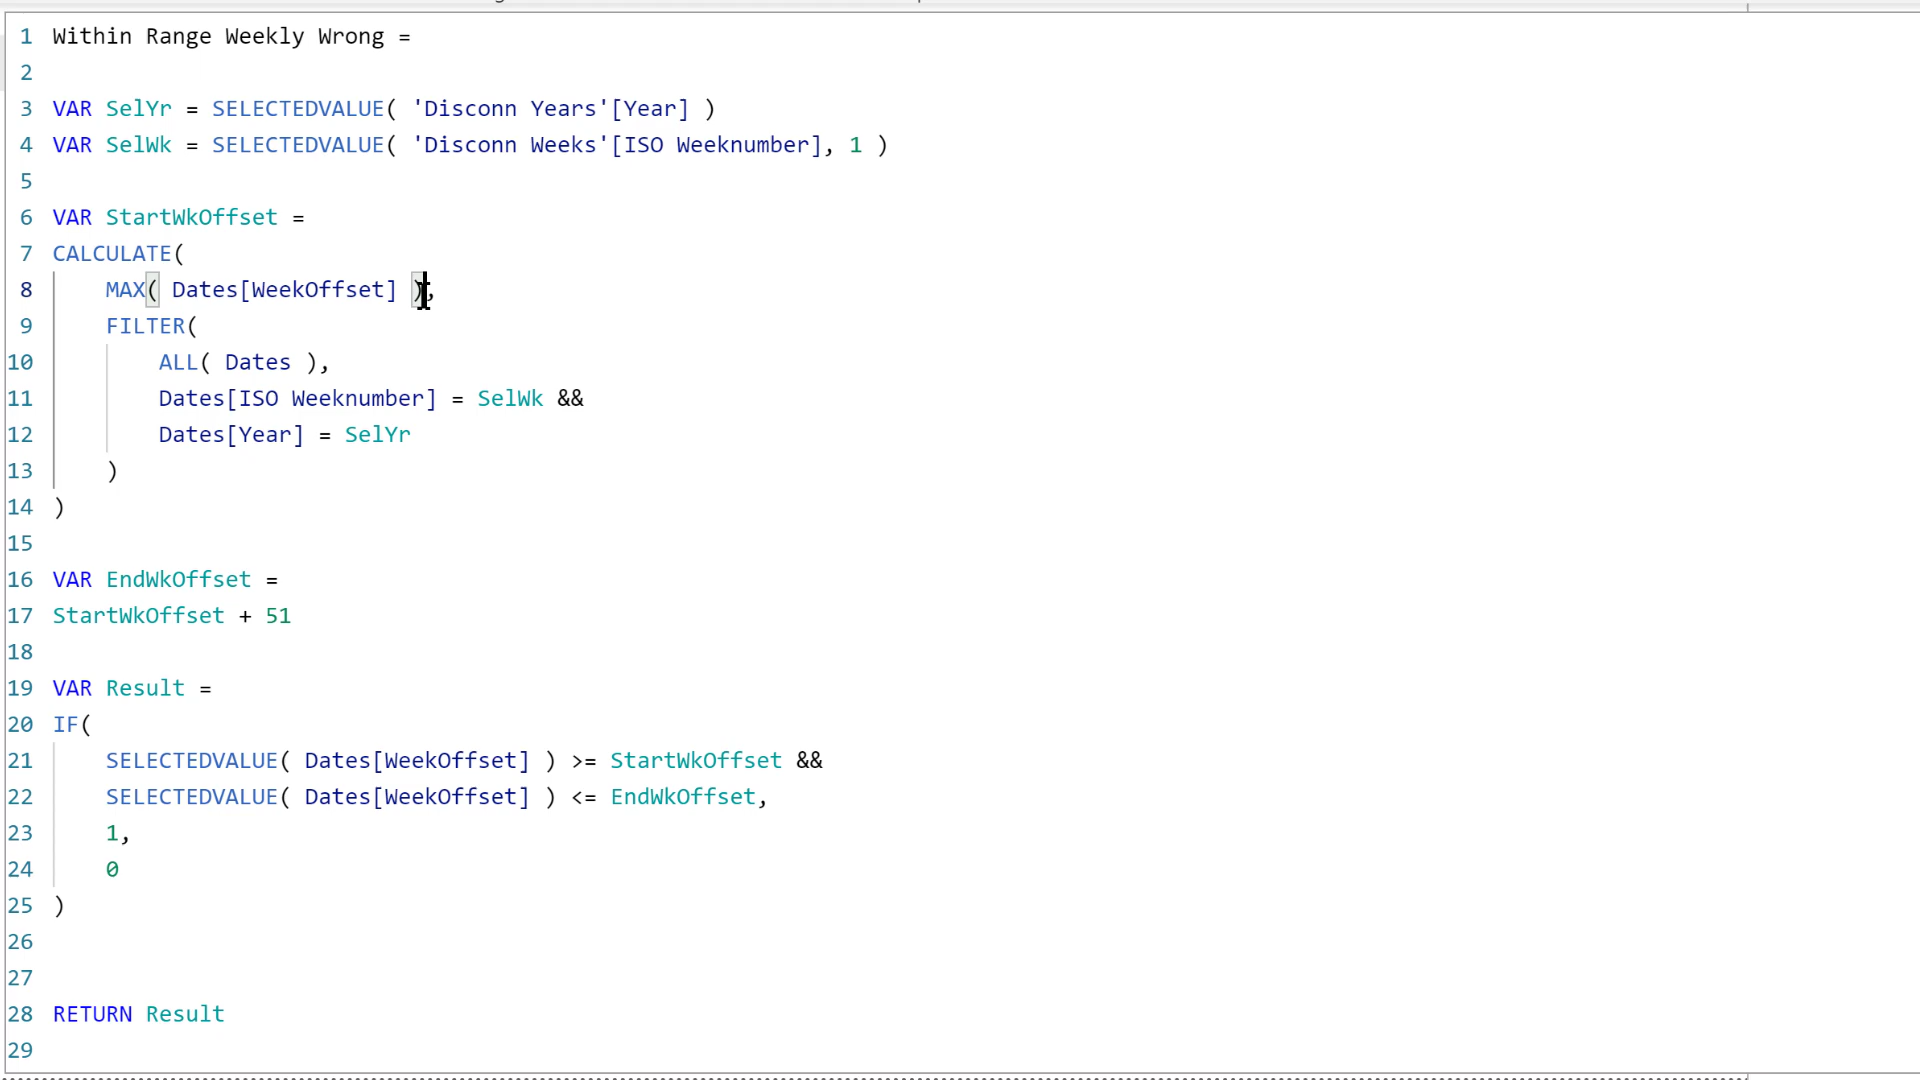 1 Within Range Weekly Wrong =
2
3 VAR SelYr = SELECTEDVALUE( 'Disconn Years'[Year] )
4 VAR SelWk = SELECTEDVALUE( 'Disconn Weeks'[ISO Weeknumber], 1 )
5
6 VAR StartWkOffset =
7 CALCULATE(
8     MAX( Dates[WeekOffset] ),
9     FILTER(
10         ALL( Dates ),
11         Dates[ISO Weeknumber] = SelWk &&
12         Dates[Year] = SelYr
13     )
14 )
15
16 VAR EndWkOffset =
17 StartWkOffset + 51
18
19 VAR Result =
20 IF(
21     SELECTEDVALUE( Dates[WeekOffset] ) >= StartWkOffset &&
22     SELECTEDVALUE( Dates[WeekOffset] ) <= EndWkOffset,
23     1,
24     0
25 )
26
27
28 RETURN Result
29